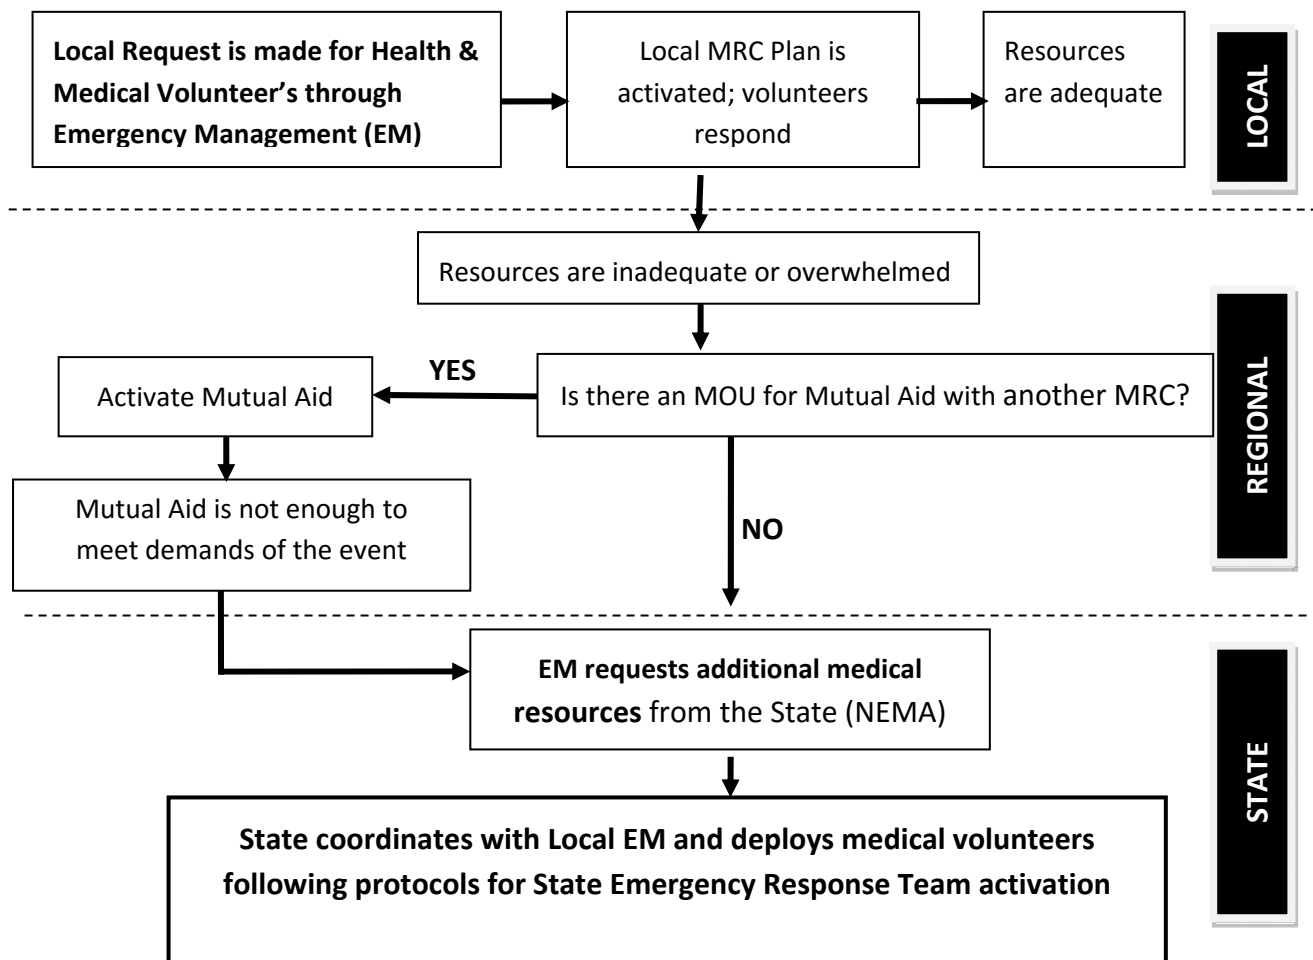 Local Request is made for Health &
Medical Volunteer’s through
Emergency Management (EM)
Local MRC Plan is
activated; volunteers
respond
Resources
are adequate
LOCAL
Resources are inadequate or overwhelmed
YES
Activate Mutual Aid
Is there an MOU for Mutual Aid with another MRC?
REGIONAL
Mutual Aid is not enough to
meet demands of the event
NO
EM requests additional medical
resources from the State (NEMA)
STATE
State coordinates with Local EM and deploys medical volunteers
following protocols for State Emergency Response Team activation